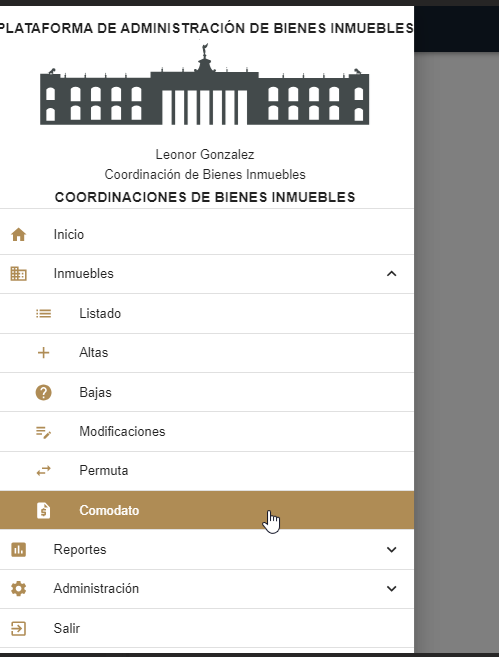 PLATAFORMA DE ADMINISTRACIÓN DE BIENES INMUEBLES
Leonor Gonzalez
Coordinación de Bienes Inmuebles
COORDINACIONES DE BIENES INMUEBLES
Inicio
Inmuebles
Listado
Altas
Bajas
Modificaciones
Permuta
Comodato
Reportes
Administración
Salir